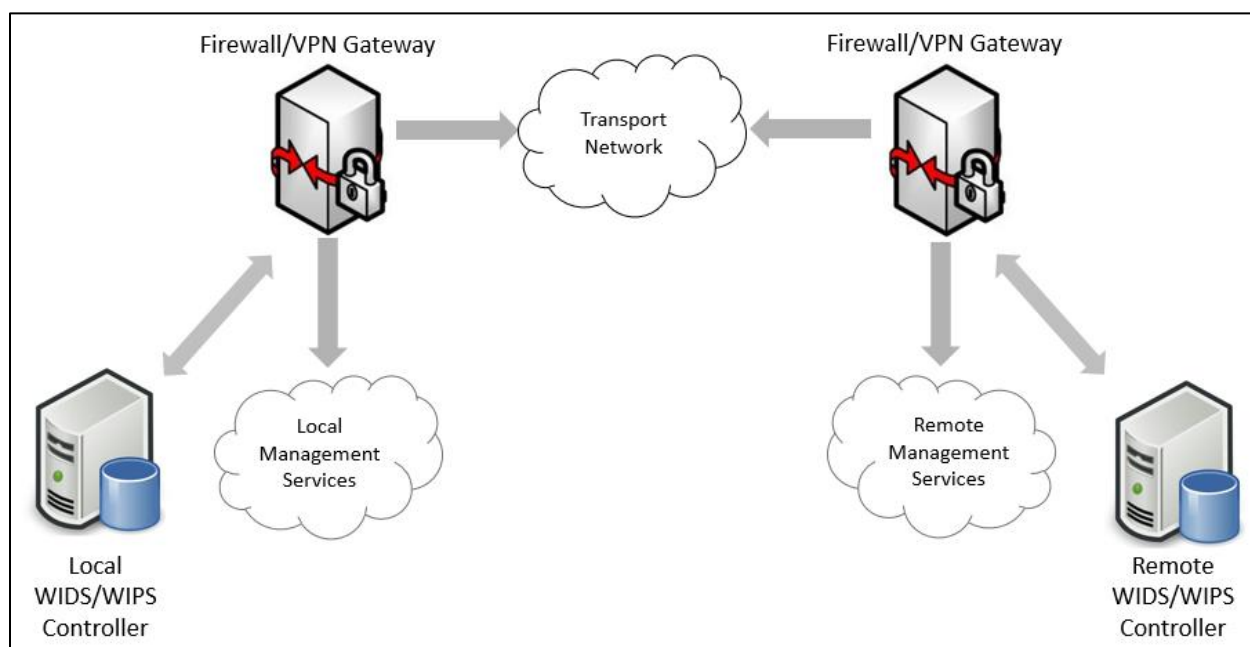 Firewall/VPN Gateway
Firewall/VPN Gateway
Transport
Network
Local
Management
Services
Remote
Management
Services
Local
WIDS/WIPS
Controller
Remote
WIDS/WIPS
Controller